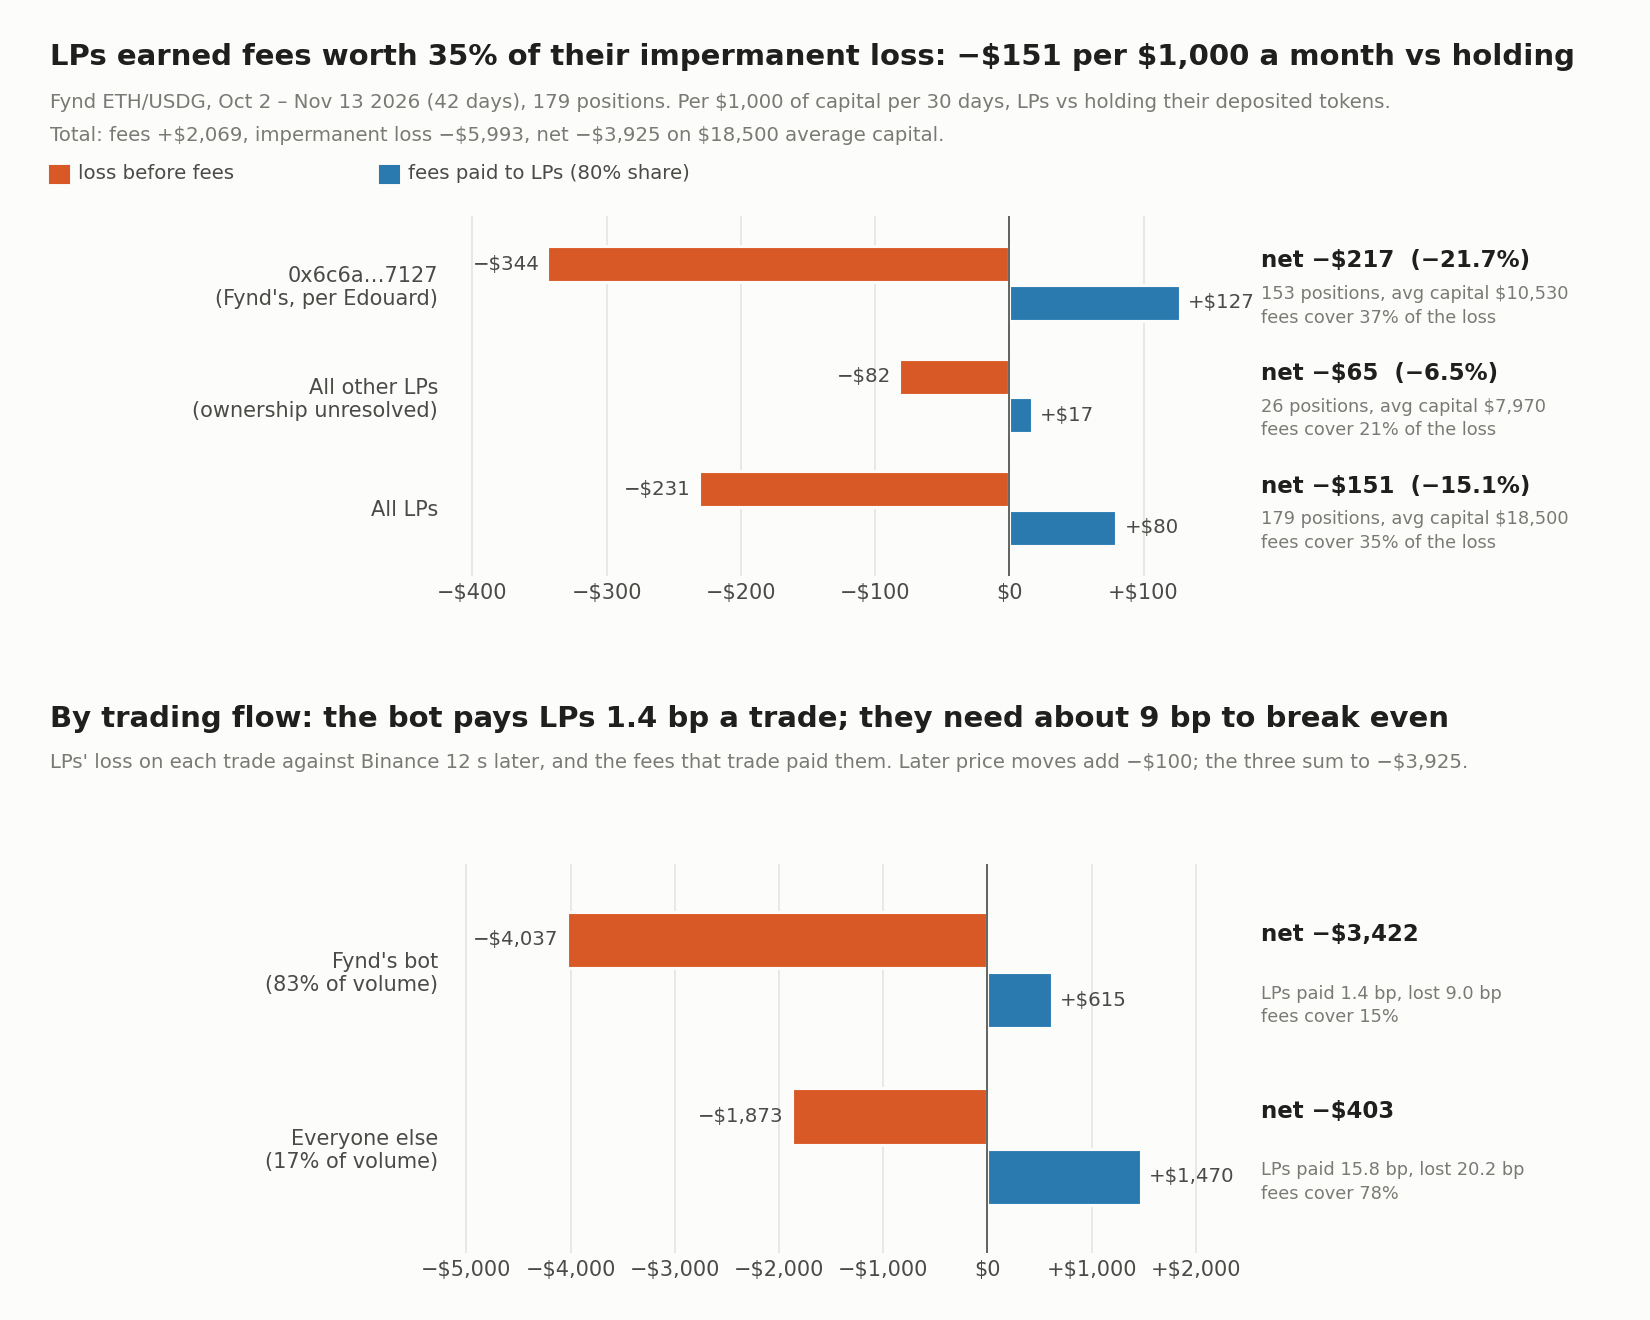 LPs earned fees worth 35% of their impermanent loss: −$151 per $1,000 a month vs holding
Fynd ETH/USDG, Oct 2 – Nov 13 2026 (42 days), 179 positions. Per $1,000 of capital per 30 days, LPs vs holding their deposited tokens.
Total: fees +$2,069, impermanent loss −$5,993, net −$3,925 on $18,500 average capital.
loss before fees
fees paid to LPs (80% share)
0x6c6a…7127
(Fynd's, per Edouard)
−$344
+$127
net −$217 (−21.7%)
153 positions, avg capital $10,530
fees cover 37% of the loss
All other LPs
(ownership unresolved)
−$82
+$17
net −$65 (−6.5%)
26 positions, avg capital $7,970
fees cover 21% of the loss
All LPs
−$231
+$80
net −$151 (−15.1%)
179 positions, avg capital $18,500
fees cover 35% of the loss
−$400 −$300 −$200 −$100 $0 +$100
By trading flow: the bot pays LPs 1.4 bp a trade; they need about 9 bp to break even
LPs' loss on each trade against Binance 12 s later, and the fees that trade paid them. Later price moves add −$100; the three sum to −$3,925.
Fynd's bot
(83% of volume)
−$4,037
+$615
net −$3,422
LPs paid 1.4 bp, lost 9.0 bp
fees cover 15%
Everyone else
(17% of volume)
−$1,873
+$1,470
net −$403
LPs paid 15.8 bp, lost 20.2 bp
fees cover 78%
−$5,000 −$4,000 −$3,000 −$2,000 −$1,000 $0 +$1,000 +$2,000